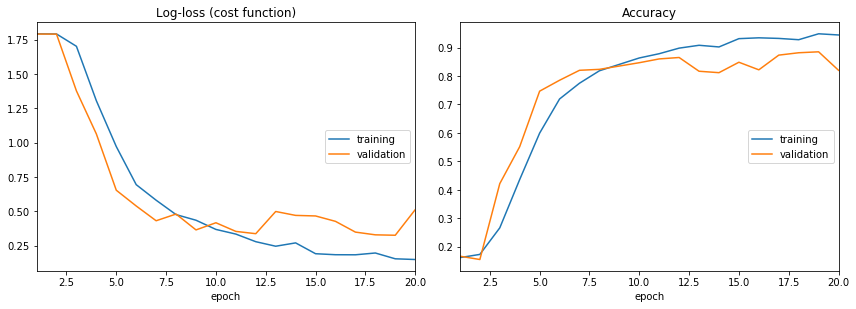 Log-loss (cost function)
1.75
1.50
1.25
1.00
0.75
0.50
0.25
training
validation
2.5 5.0 7.5 10.0 12.5 15.0 17.5 20.0
epoch
Accuracy
0.9
0.8
0.7
0.6
0.5
0.4
0.3
0.2
training
validation
2.5 5.0 7.5 10.0 12.5 15.0 17.5 20.0
epoch